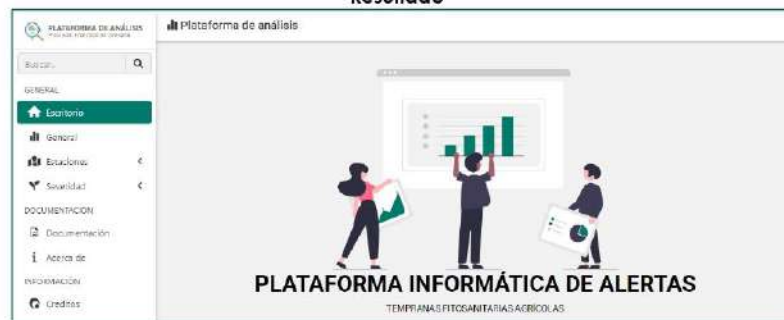 Resultado
PLATAFORMA DE ANÁLISIS
Plataforma de análisis
Buscar...
GENERAL
Escritorio
General
Estaciones
Severidad
DOCUMENTACIÓN
Documentación
Acerca de
INFORMACIÓN
Creditos
PLATAFORMA INFORMÁTICA DE ALERTAS
TEMPRANAS FITOSANITARIAS AGRÍCOLAS